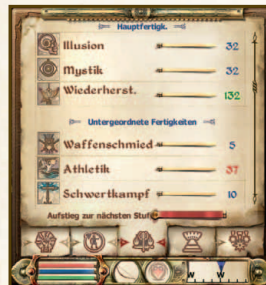 Hauptfertigk.
Illusion 32
Mystik 32
Wiederherst. 132
Untergeordnete Fertigkeiten
Waffenschmied 5
Athletik 37
Schwertkampf 10
Aufstieg zur nächsten Stufe
W W